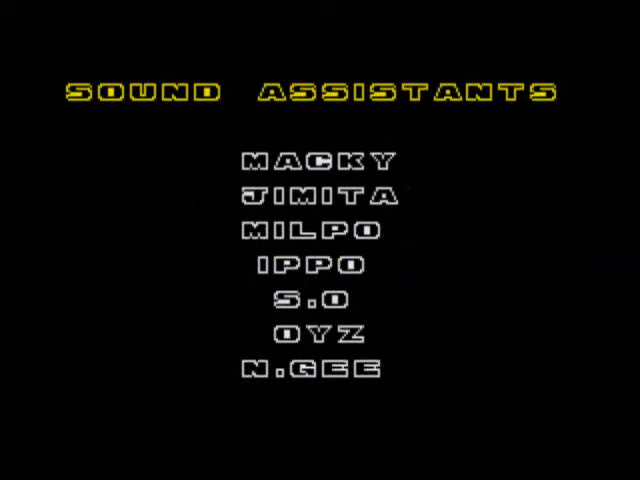 SOUND ASSISTANTS
MACKY
JIMITA
MILPO
IPPO
S.O
OYZ
N.GEE